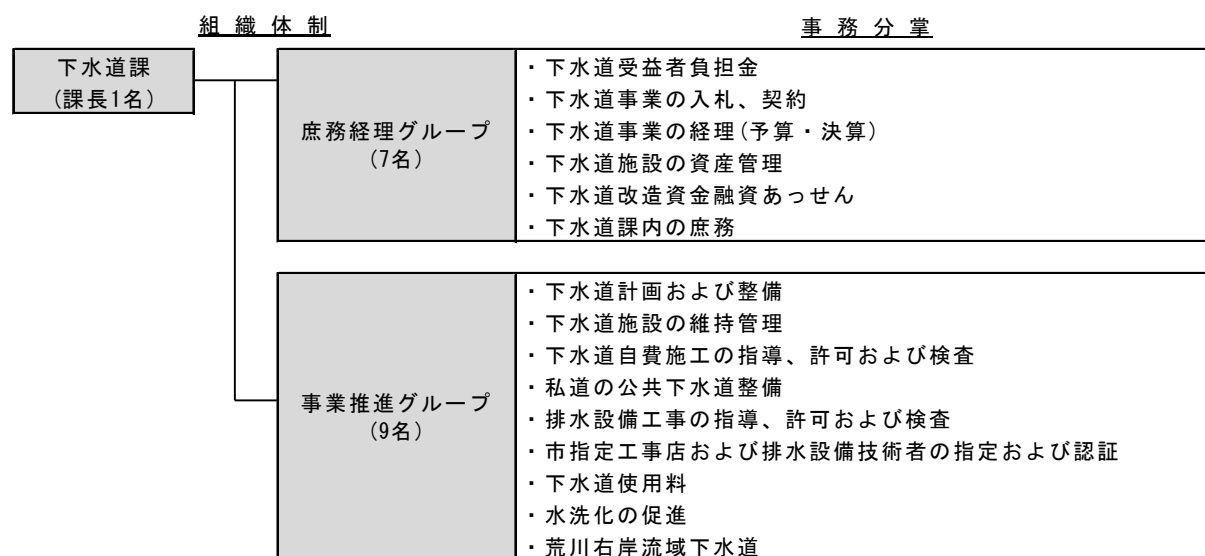 組織体制
事務分掌
下水道課
(課長1名)
庶務経理グループ
(7名)
・下水道受益者負担金
・下水道事業の入札、契約
・下水道事業の経理(予算・決算)
・下水道施設の資産管理
・下水道改造資金融資あっせん
・下水道課内の庶務
事業推進グループ
(9名)
・下水道計画および整備
・下水道施設の維持管理
・下水道自費施工の指導、許可および検査
・私道の公共下水道整備
・排水設備工事の指導、許可および検査
・市指定工事店および排水設備技術者の指定および認証
・下水道使用料
・水洗化の促進
・荒川右岸流域下水道